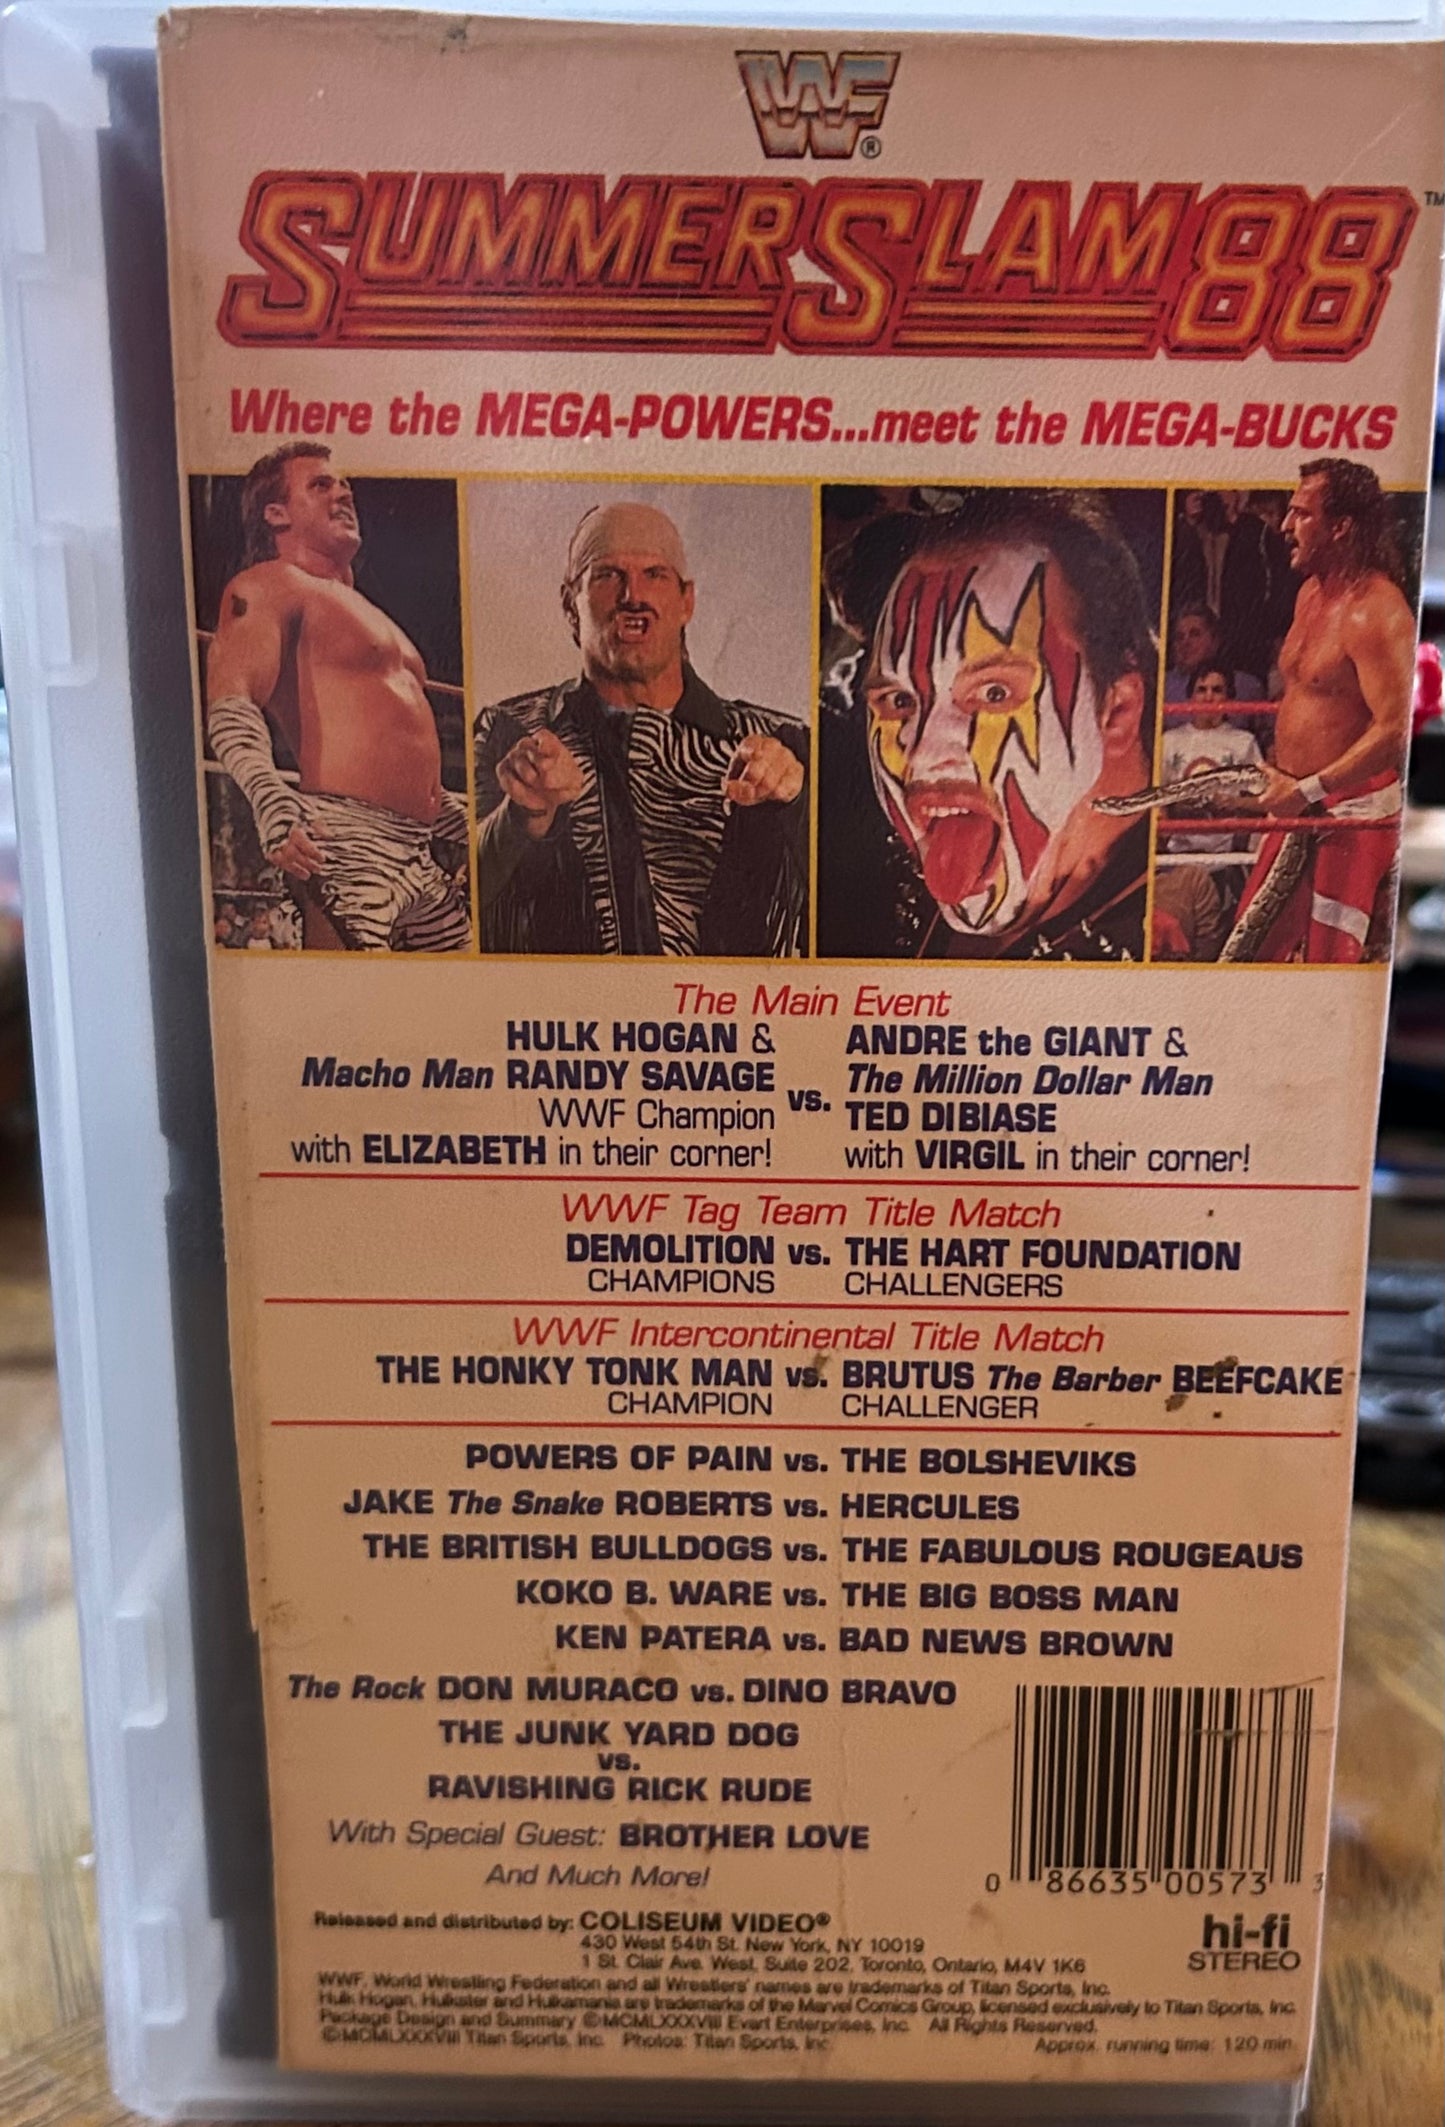 WF®
SUMMERSLAM 88™
Where the MEGA-POWERS...meet the MEGA-BUCKS
The Main Event
HULK HOGAN & ANDRE the GIANT &
Macho Man RANDY SAVAGE vs. The Million Dollar Man
WWF Champion TED DIBIASE
with ELIZABETH in their corner! with VIRGIL in their corner!
WWF Tag Team Title Match
DEMOLITION vs. THE HART FOUNDATION
CHAMPIONS CHALLENGERS
WWF Intercontinental Title Match
THE HONKY TONK MAN vs. BRUTUS The Barber BEEFCAKE
CHAMPION CHALLENGER
POWERS OF PAIN vs. THE BOLSHEVIKS
JAKE The Snake ROBERTS vs. HERCULES
THE BRITISH BULLDOGS vs. THE FABULOUS ROUGEAUS
KOKO B. WARE vs. THE BIG BOSS MAN
KEN PATERA vs. BAD NEWS BROWN
The Rock DON MURACO vs. DINO BRAVO
THE JUNK YARD DOG
vs.
RAVISHING RICK RUDE
With Special Guest: BROTHER LOVE
And Much More!
0 86635 00573 3
hi-fi
STEREO
Released and distributed by: COLISEUM VIDEO®
430 West 54th St. New York, NY 10019
1 St. Clair Ave. West, Suite 202, Toronto, Ontario, M4V 1K6
WWF, World Wrestling Federation and all Wrestlers' names are trademarks of Titan Sports, Inc.
Hulk Hogan, Hulkster and Hulkamania are trademarks of the Marvel Comics Group, licensed exclusively to Titan Sports, Inc.
Package Design and Summary ©MCMLXXXVIII Evart Enterprises, Inc. All Rights Reserved.
©MCMLXXXVIII Titan Sports, Inc. Photos: Titan Sports, Inc. Approx. running time: 120 min.